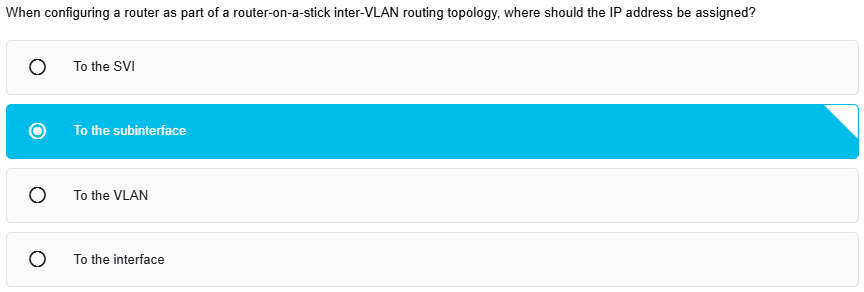 When configuring a router as part of a router-on-a-stick inter-VLAN routing topology, where should the IP address be assigned?
To the SVI
To the subinterface
To the VLAN
To the interface